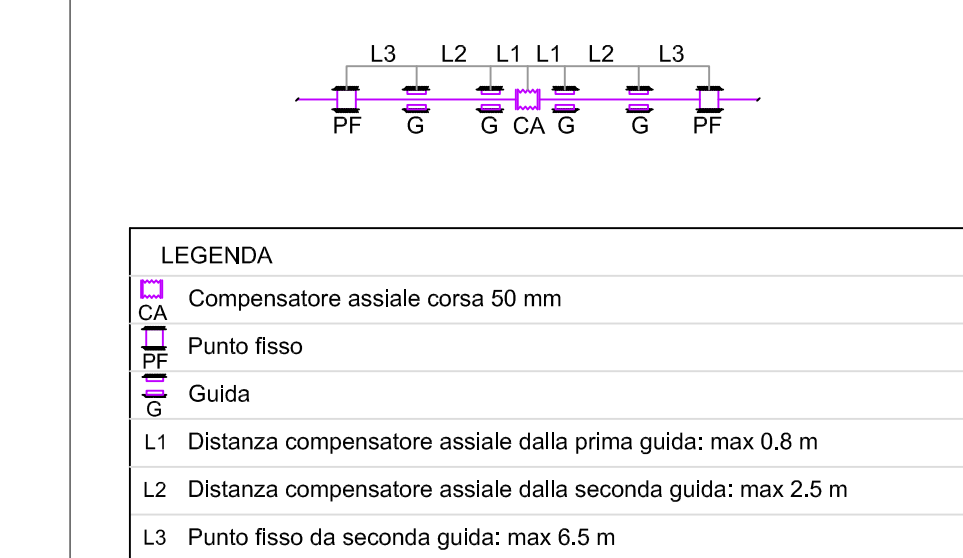 L3 L2 L1 L1 L2 L3
PF G G CA G G PF
LEGENDA
CA Compensatore assiale corsa 50 mm
PF Punto fisso
G Guida
L1 Distanza compensatore assiale dalla prima guida: max 0.8 m
L2 Distanza compensatore assiale dalla seconda guida: max 2.5 m
L3 Punto fisso da seconda guida: max 6.5 m